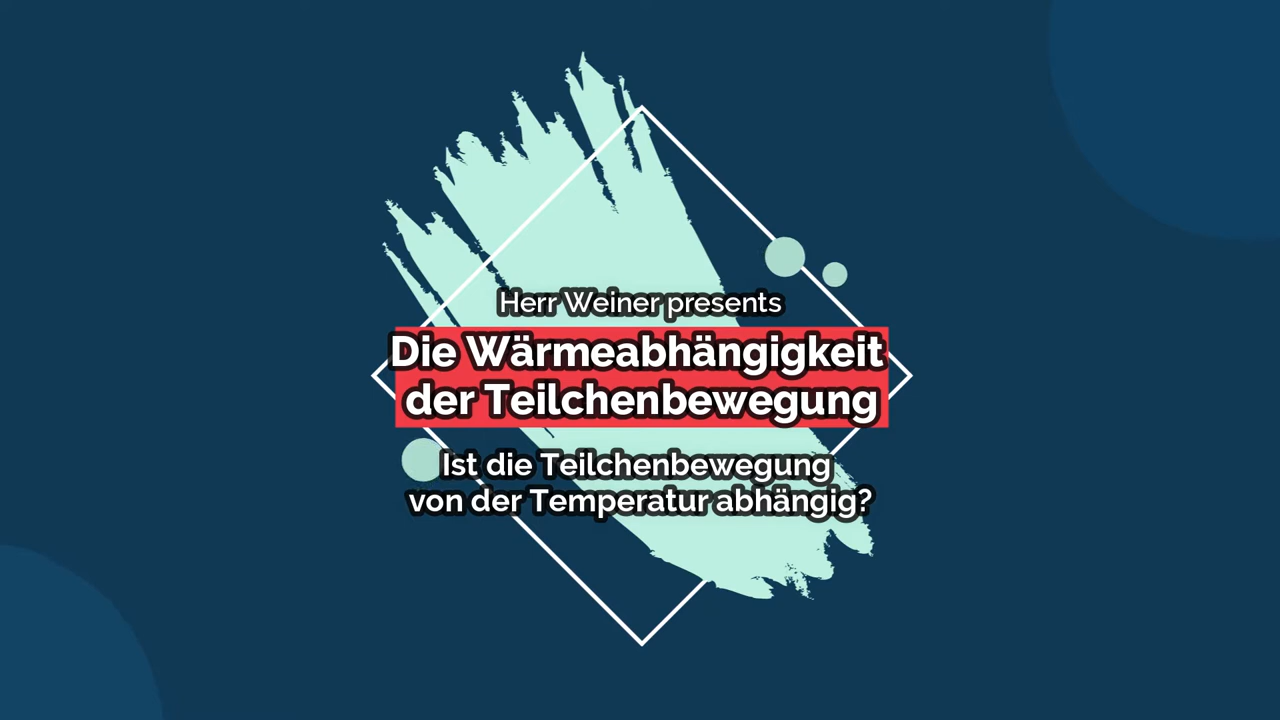 Herr Weiner presents
Die Wärmeabhängigkeit
der Teilchenbewegung
Ist die Teilchenbewegung
von der Temperatur abhängig?